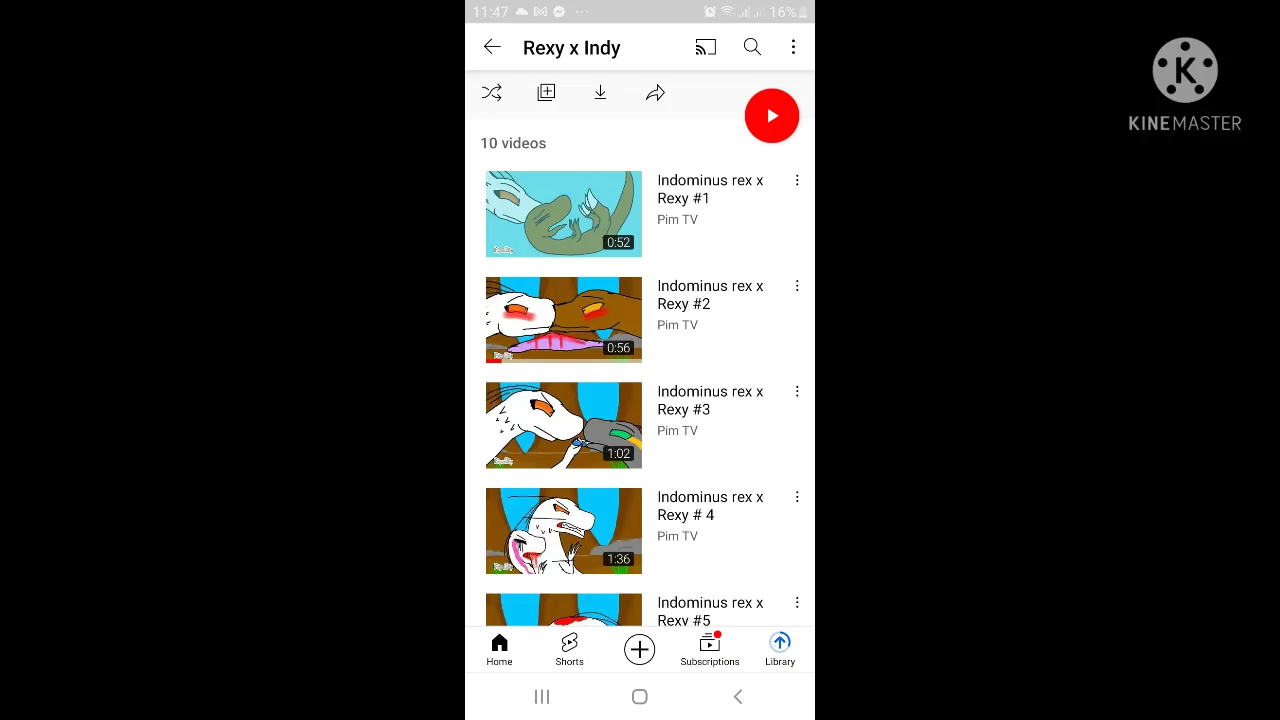 11:47
16%
Rexy x Indy
K
KINEMASTER
10 videos
Indominus rex x
Rexy #1
Pim TV
0:52
Indominus rex x
Rexy #2
Pim TV
0:56
Indominus rex x
Rexy #3
Pim TV
1:02
Indominus rex x
Rexy # 4
Pim TV
1:36
Indominus rex x
Rexy #5
Home
Shorts
Subscriptions
Library